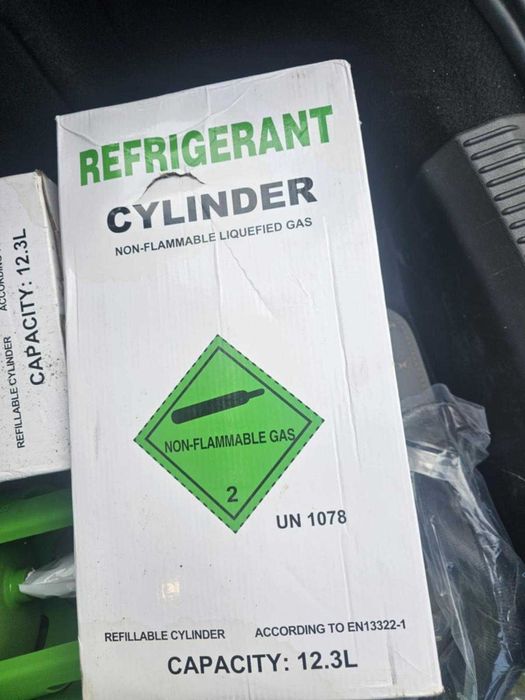 REFRIGERANT
CYLINDER
NON-FLAMMABLE LIQUEFIED GAS
NON-FLAMMABLE GAS
2
UN 1078
REFILLABLE CYLINDER ACCORDING TO EN13322-1
CAPACITY: 12.3L
REFILLABLE CYLINDER
CAPACITY: 12.3L